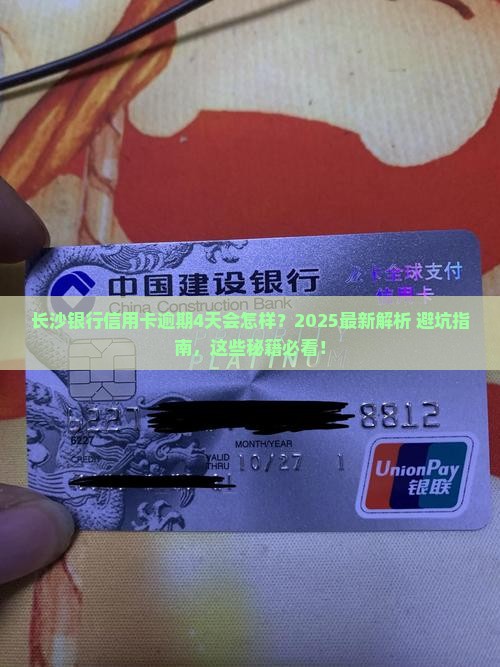 中国建设银行
China Construction Bank
全球支付
信用卡
长沙银行信用卡逾期4天会怎样？2025最新解析 避坑指
南，这些秘籍必看！
PLATINUM
6227 8812
6227
MONTH/YEAR
CREDIT
VALID
THRU 10/27 1
UnionPay
银联